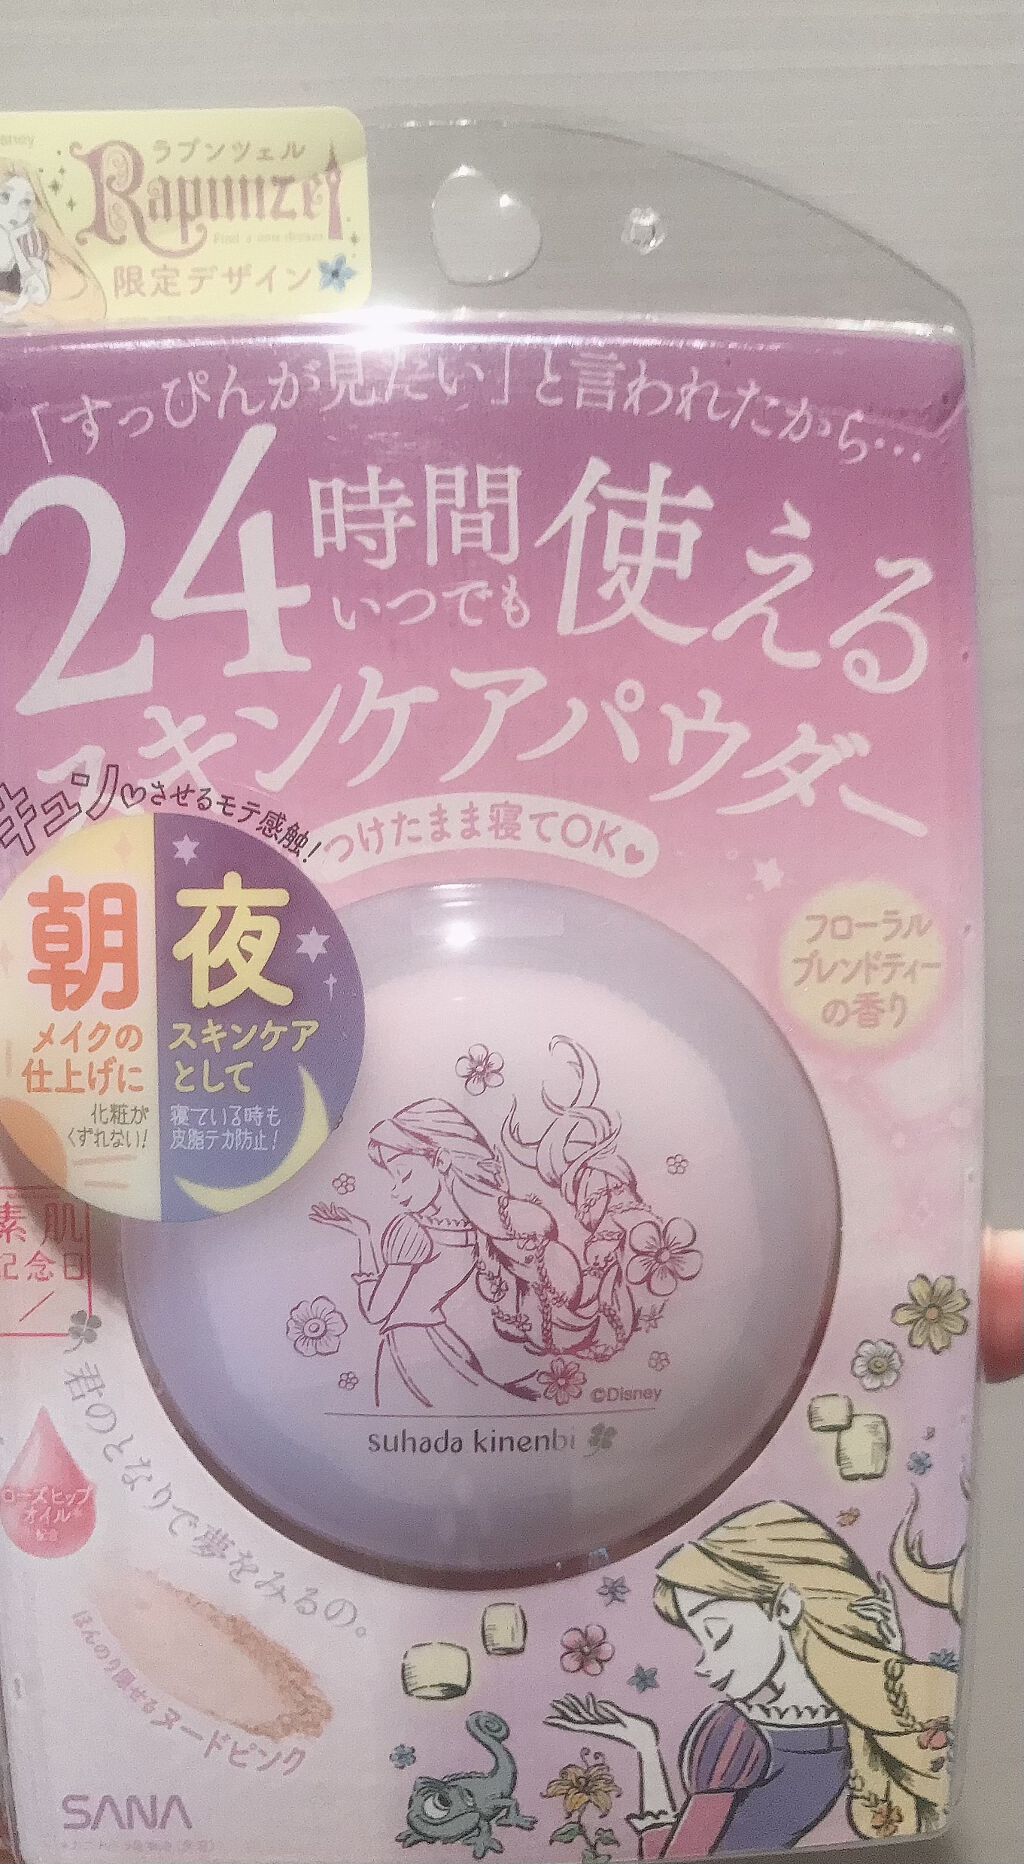 ラプンツェル
Rapunzel
Find a new dream
限定デザイン
「すっぴんが見たい」と言われたから…
24時間いつでも使える
スキンケアパウダー
キュン♡させるモテ感触!
つけたまま寝てOK♥
朝
メイクの
仕上げに
化粧が
くずれない!
夜
スキンケア
として
寝ている時も
皮脂テカ防止!
フローラル
ブレンドティー
の香り
素肌
記念日
©Disney
suhada kinenbi
君のとなりで夢をみるの。
ローズヒップ
オイル*
配合
ほんのり魅せるヌードピンク
SANA